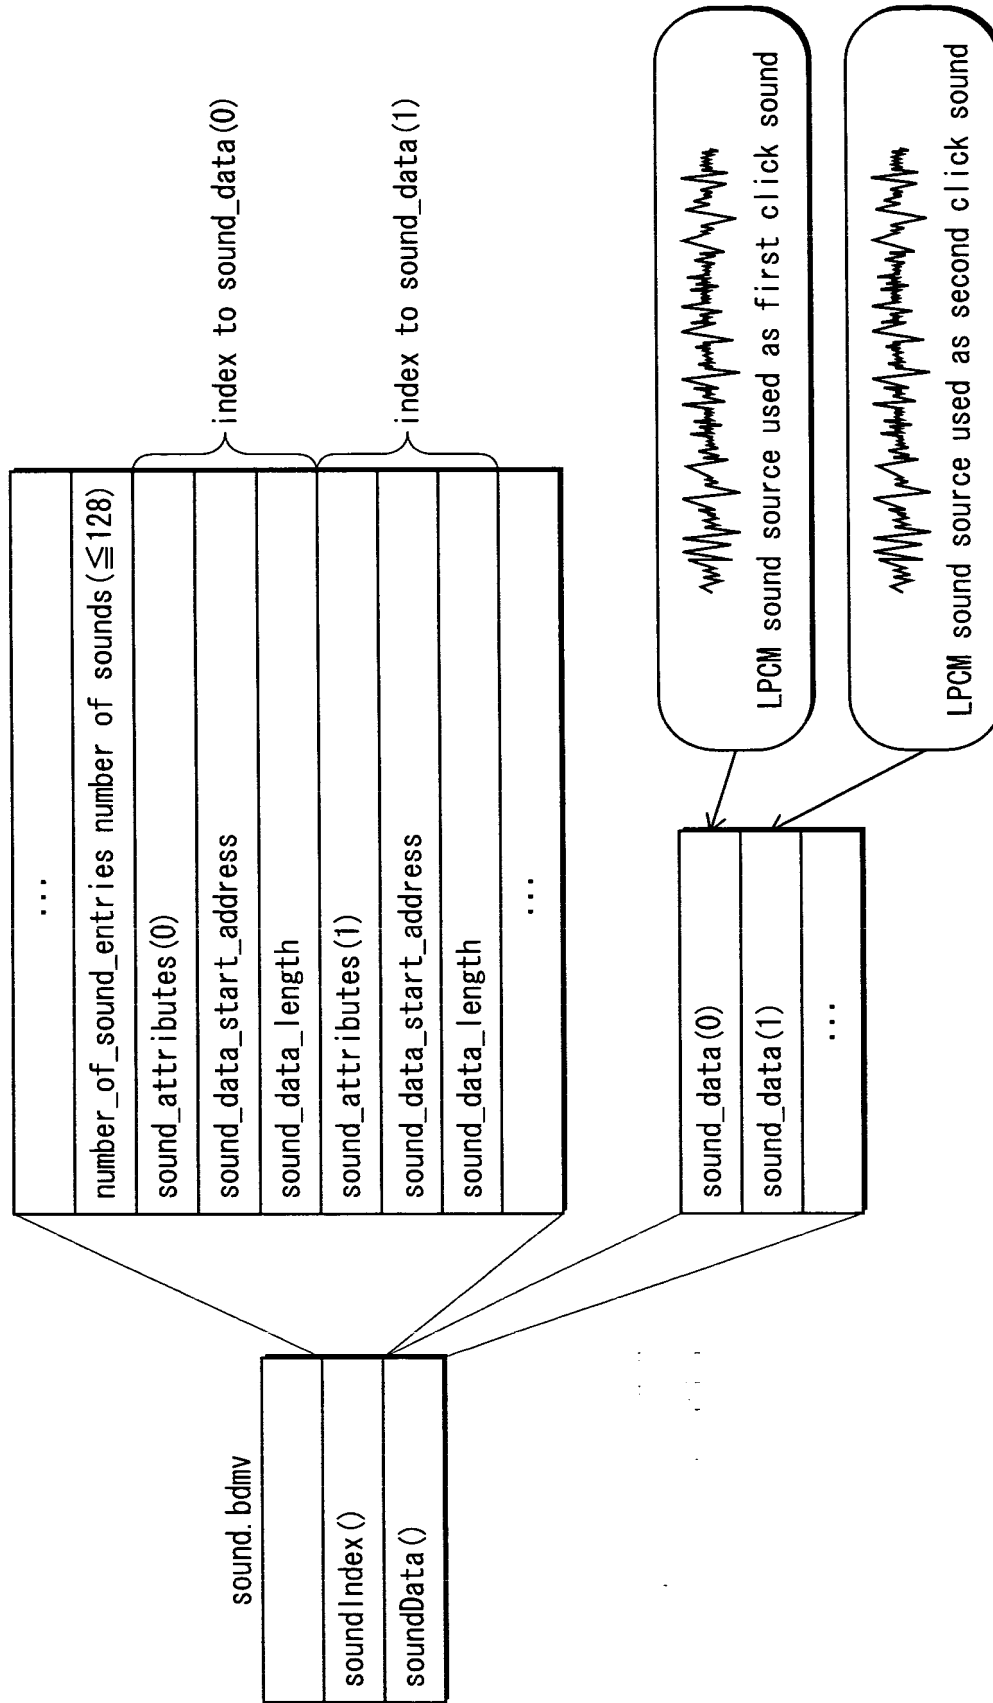 sound.bdmv
soundIndex()
soundData()
...
number_of_sound_entries number of sounds(≦128)
sound_attributes(0)
sound_data_start_address
sound_data_length
sound_attributes(1)
sound_data_start_address
sound_data_length
...
index to sound_data(0)
index to sound_data(1)
sound_data(0)
sound_data(1)
...
LPCM sound source used as first click sound
LPCM sound source used as second click sound